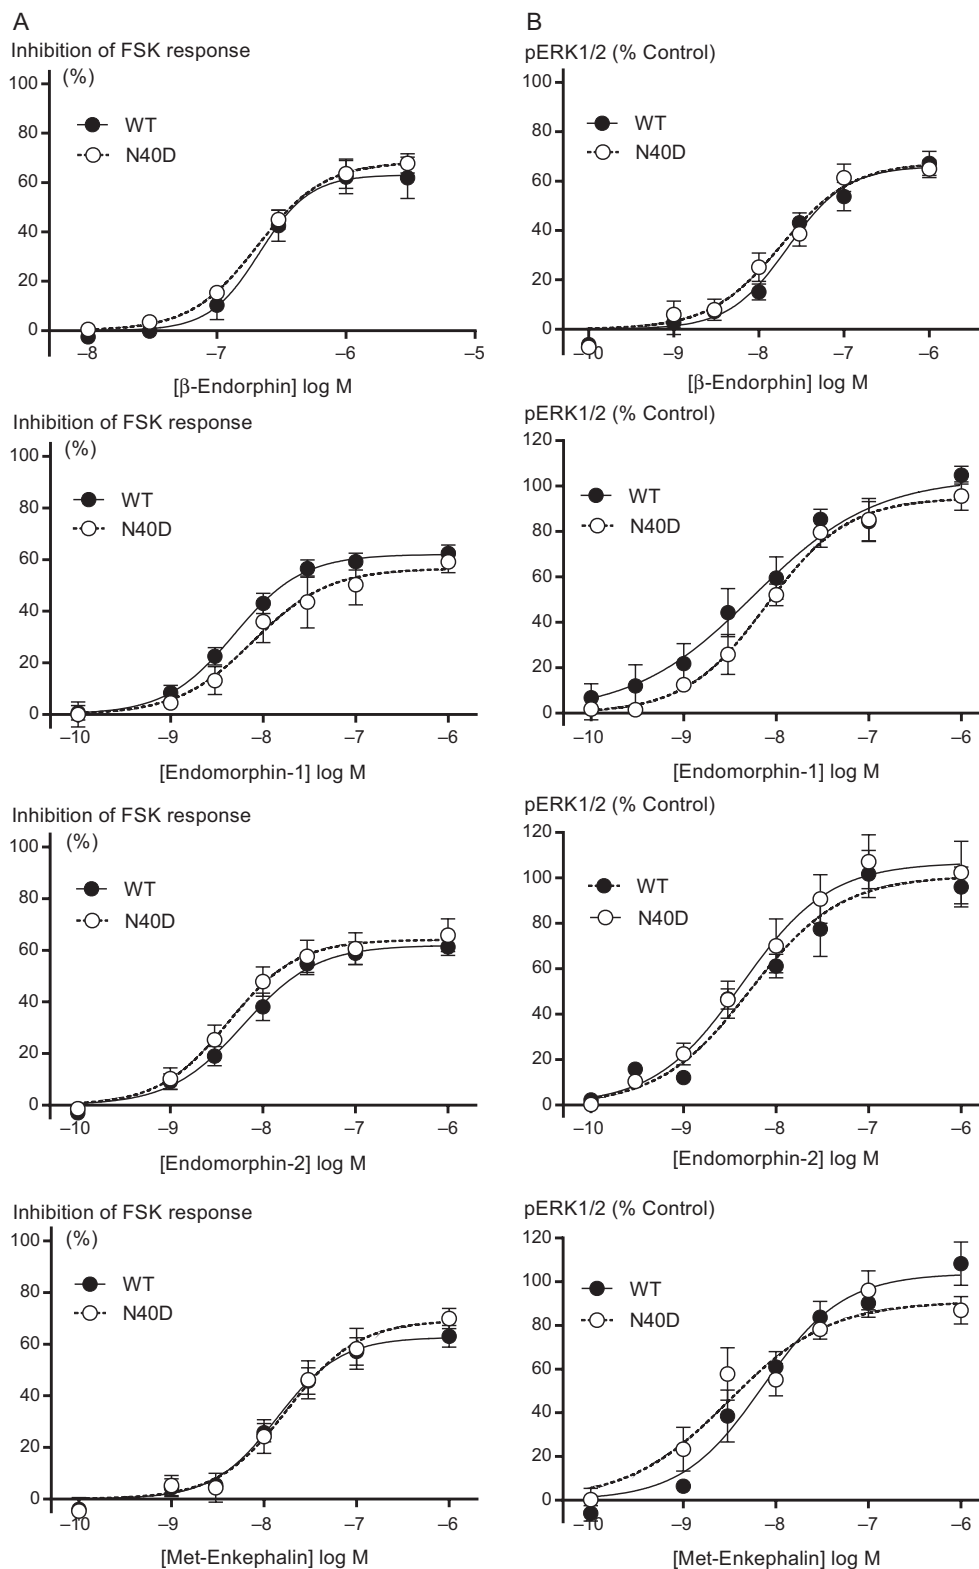 A
Inhibition of FSK response
(%)
100
80
60
40
20
0
WT
N40D
–8
–7
–6
–5
[β-Endorphin] log M
B
pERK1/2 (% Control)
100
80
60
40
20
0
WT
N40D
–10
–9
–8
–7
–6
[β-Endorphin] log M
Inhibition of FSK response
(%)
100
80
60
40
20
0
WT
N40D
–10
–9
–8
–7
–6
[Endomorphin-1] log M
pERK1/2 (% Control)
120
100
80
60
40
20
0
WT
N40D
–10
–9
–8
–7
–6
[Endomorphin-1] log M
Inhibition of FSK response
(%)
100
80
60
40
20
0
WT
N40D
–10
–9
–8
–7
–6
[Endomorphin-2] log M
pERK1/2 (% Control)
120
100
80
60
40
20
0
WT
N40D
–10
–9
–8
–7
–6
[Endomorphin-2] log M
Inhibition of FSK response
(%)
100
80
60
40
20
0
WT
N40D
–10
–9
–8
–7
–6
[Met-Enkephalin] log M
pERK1/2 (% Control)
120
100
80
60
40
20
0
WT
N40D
–10
–9
–8
–7
–6
[Met-Enkephalin] log M